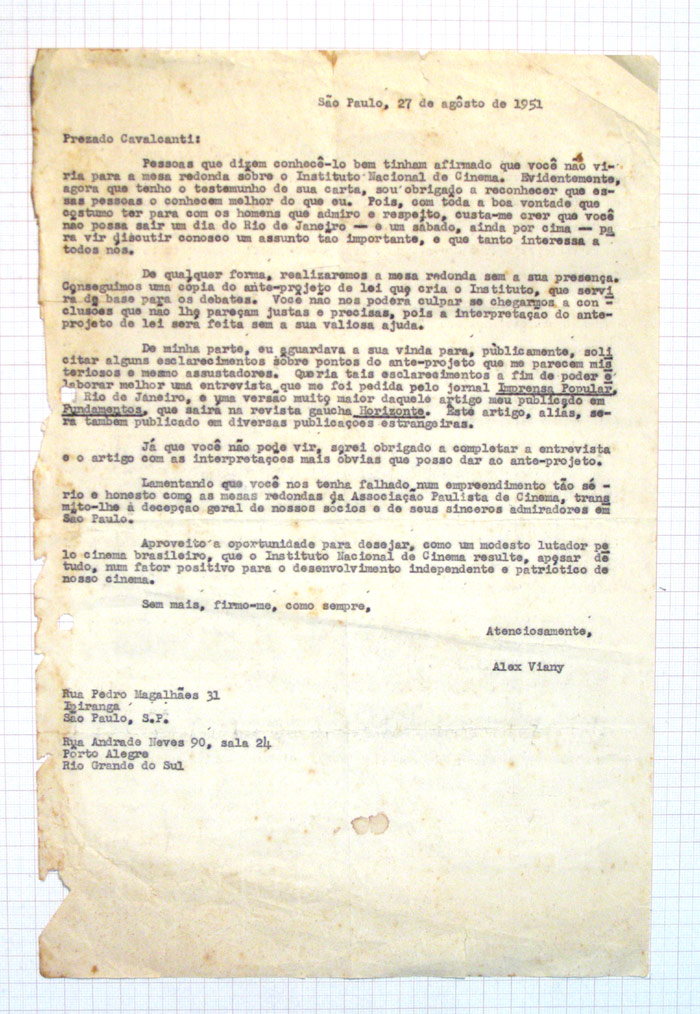 São Paulo, 27 de agôsto de 1951
Prezado Cavalcanti:
Pessoas que dizem conhecê-lo bem tinham afirmado que você não vi-
ria para a mesa redonda sôbre o Instituto Nacional de Cinema. Evidentemente,
agora que tenho o testemunho de sua carta, sou obrigado a reconhecer que es-
sas pessoas o conhecem melhor do que eu. Pois, com toda a boa vontade que
costumo ter para com os homens que admiro e respeito, custa-me crer que você
não possa sair um dia do Rio de Janeiro — e um sábado, ainda por cima — pa
ra vir discutir conosco um assunto tao importante, e que tanto interessa a
todos nós.
De qualquer forma, realizaremos a mesa redonda sem a sua presença.
Conseguimos uma cópia do ante-projeto de lei que cria o Instituto, que servi
rá de base para os debates. Você nao nos poderá culpar se chegarmos a con -
clusões que não lhe pareçam justas e precisas, pois a interpretação do ante-
projeto de lei será feita sem a sua valiosa ajuda.
De minha parte, eu aguardava a sua vinda para, públicamente, soli
citar alguns esclarecimentos sôbre pontos do ante-projeto que me parecem mis
teriosos e mesmo assustadores. Queria tais esclarecimentos a fim de poder e
laborar melhor uma entrevista que me foi pedida pelo jornal Imprensa Popular,
Rio de Janeiro, e uma versão muito maior daquele artigo meu publicado em
Fundamentos, que sairá na revista gaucha Horizonte. Este artigo, alias, se-
rá tambem publicado em diversas publicações estrangeiras.
Já que você não pode vir, serei obrigado a completar a entrevista
e o artigo com as interpretações mais obvias que posso dar ao ante-projeto.
Lamentando que você nos tenha falhado num empreendimento tão sé -
rio e honesto como as mesas redondas da Associação Paulista de Cinema, trans
mito-lhe à decepção geral de nossos sócios e de seus sinceros admiradores em
São Paulo.
Aproveito a oportunidade para desejar, como um modesto lutador pe
lo cinema brasileiro, que o Instituto Nacional de Cinema resulte, apesar de
tudo, num fator positivo para o desenvolvimento independente e patriótico de
nosso cinema.
Sem mais, firmo-me, como sempre,
Atenciosamente,
Alex Viany
Rua Pedro Magalhães 31
Ipiranga
São Paulo, S.P.
Rua Andrade Neves 90, sala 24
Pôrto Alegre
Rio Grande do Sul